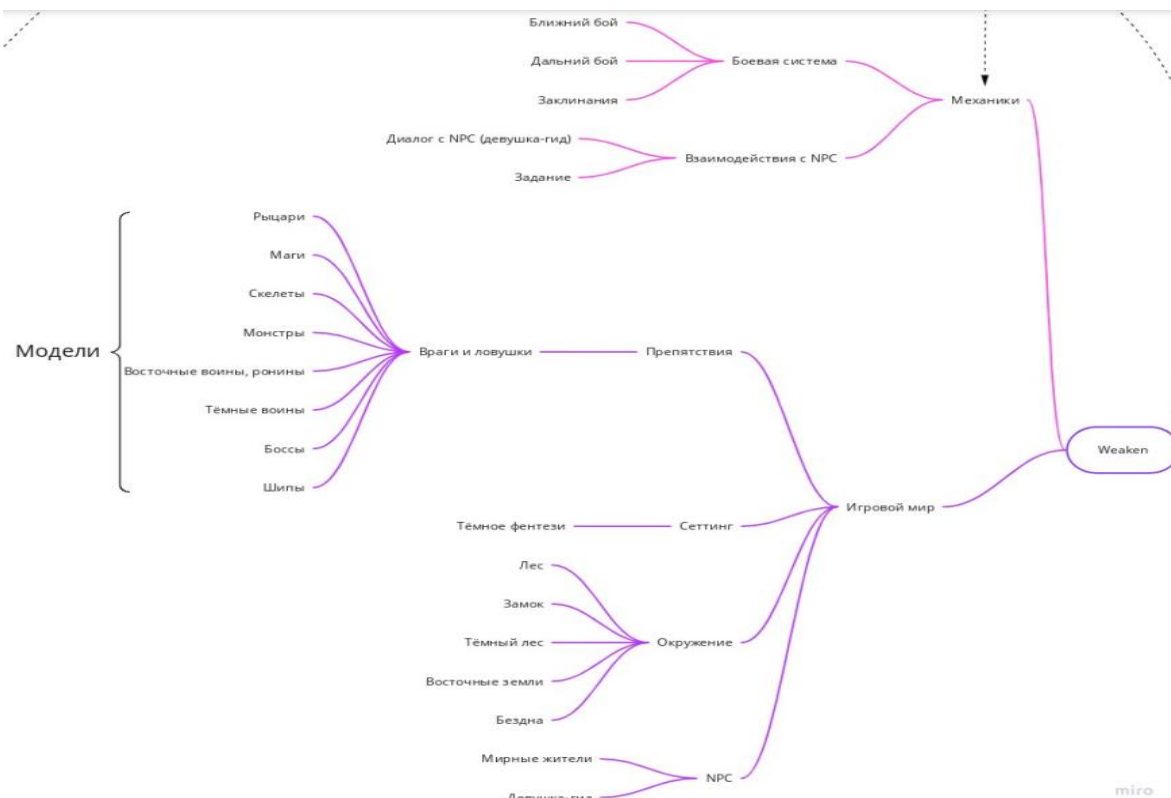 Ближний бой
Дальний бой
Боевая система
Заклинания
Механики
Диалог с NPC (девушка-гид)
Взаимодействия с NPC
Задание
Рыцари
Маги
Скелеты
Монстры
Модели
Враги и ловушки
Препятствия
Восточные воины, ронины
Тёмные воины
Боссы
Weaken
Шипы
Игровой мир
Тёмное фентези
Сеттинг
Лес
Замок
Тёмный лес
Окружение
Восточные земли
Бездна
Мирные жители
NPC
Девушка-гид
miro